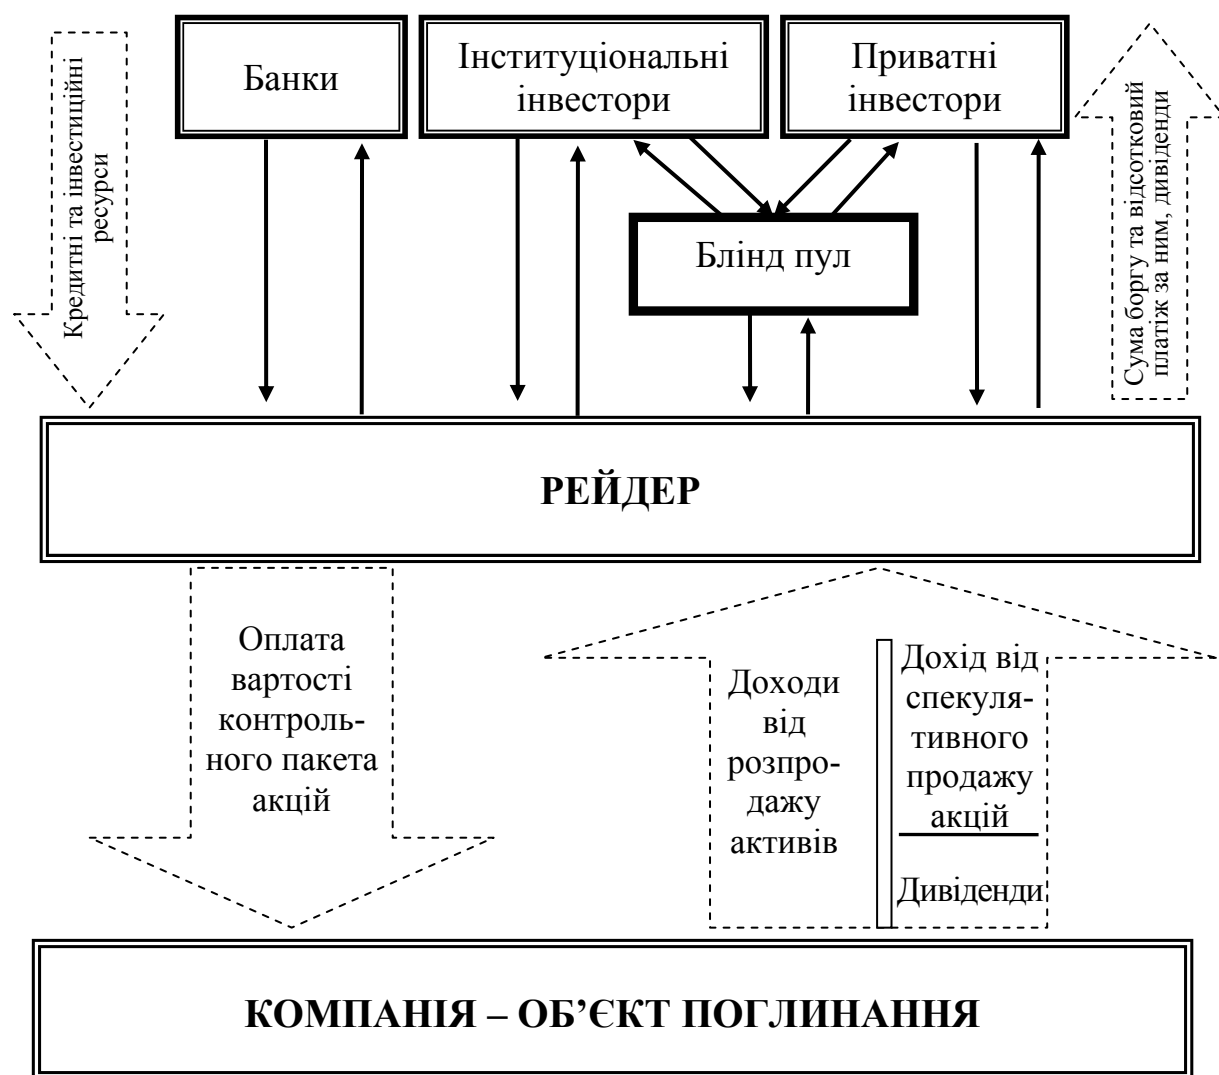 Банки
Інституціональні
інвестори
Приватні
інвестори
Кредитні та інвестиційні
ресурси
Сума боргу та відсотковий
платіж за ним, дивіденди
Блінд пул
РЕЙДЕР
Оплата
вартості
контроль-
ного пакета
акцій
Доходи
від
розпро-
дажу
активів
Дохід від
спекуля-
тивного
продажу
акцій
Дивіденди
КОМПАНІЯ – ОБ’ЄКТ ПОГЛИНАННЯ